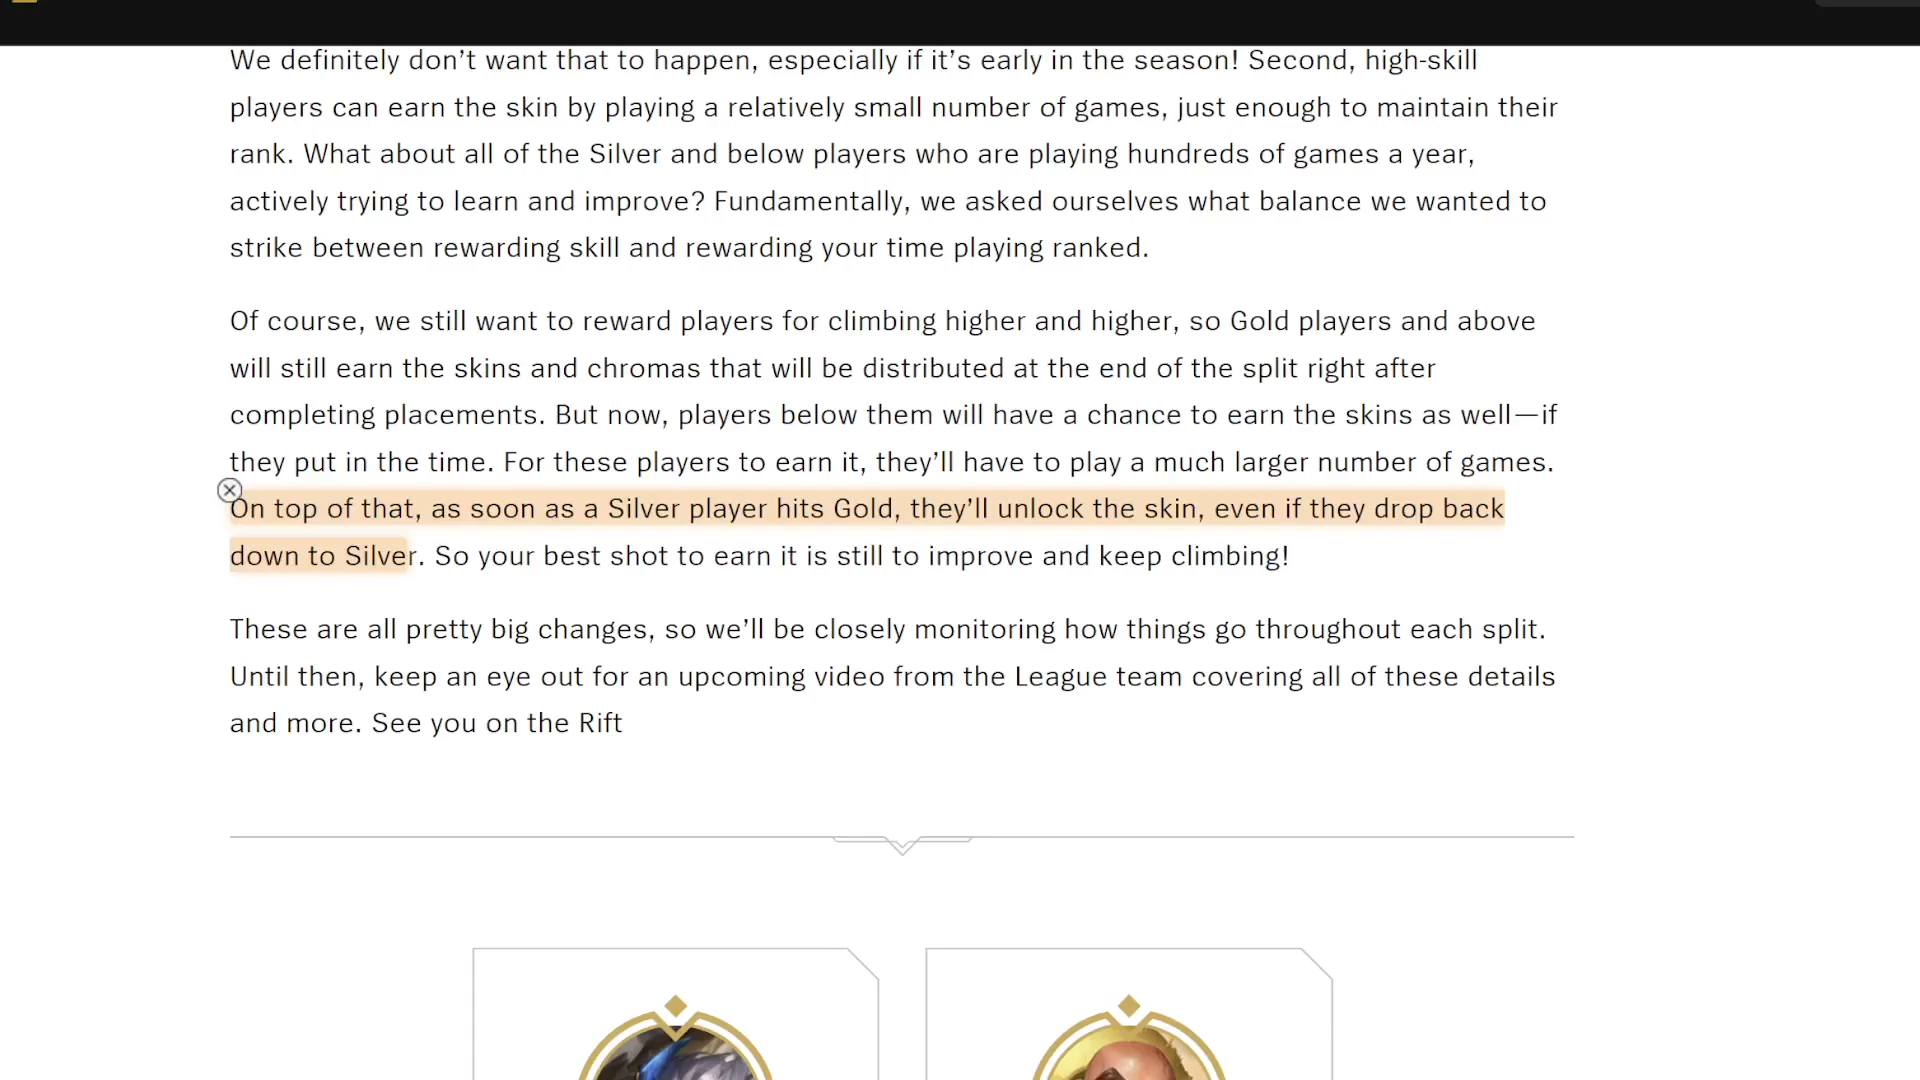 We definitely don’t want that to happen, especially if it’s early in the season! Second, high-skill
players can earn the skin by playing a relatively small number of games, just enough to maintain their
rank. What about all of the Silver and below players who are playing hundreds of games a year,
actively trying to learn and improve? Fundamentally, we asked ourselves what balance we wanted to
strike between rewarding skill and rewarding your time playing ranked.
Of course, we still want to reward players for climbing higher and higher, so Gold players and above
will still earn the skins and chromas that will be distributed at the end of the split right after
completing placements. But now, players below them will have a chance to earn the skins as well—if
they put in the time. For these players to earn it, they’ll have to play a much larger number of games.
On top of that, as soon as a Silver player hits Gold, they’ll unlock the skin, even if they drop back
down to Silver. So your best shot to earn it is still to improve and keep climbing!
These are all pretty big changes, so we’ll be closely monitoring how things go throughout each split.
Until then, keep an eye out for an upcoming video from the League team covering all of these details
and more. See you on the Rift